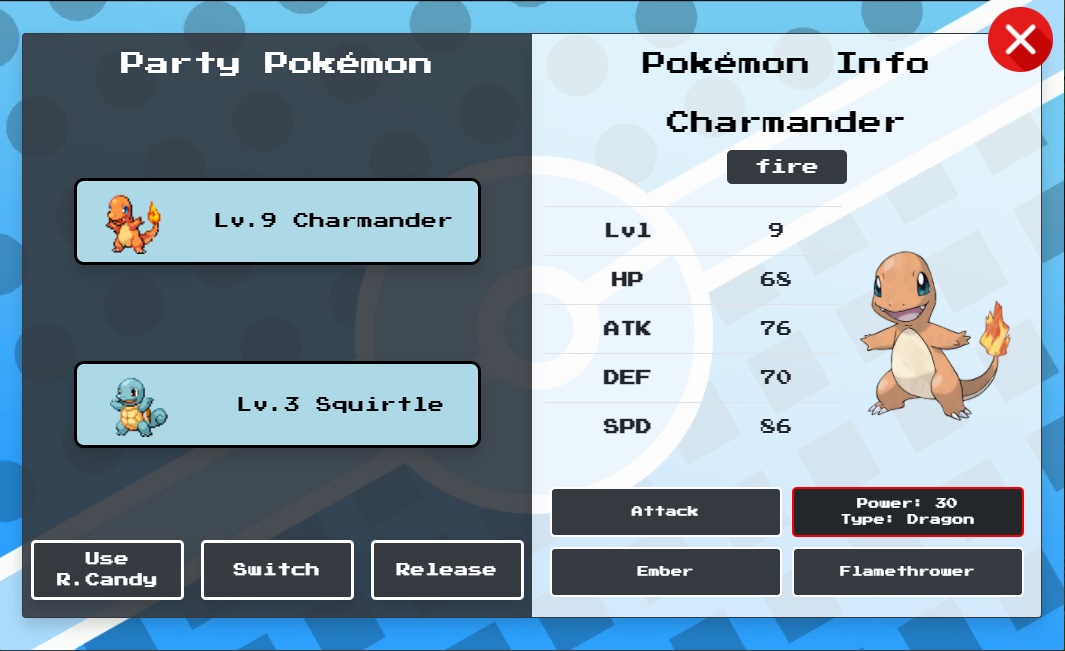 Party Pokémon
Lv.9 Charmander
Lv.3 Squirtle
Use
R.Candy
Switch
Release
Pokémon Info
Charmander
fire
Lvl 9
HP 68
ATK 76
DEF 70
SPD 86
Attack
Power: 30
Type: Dragon
Ember
Flamethrower